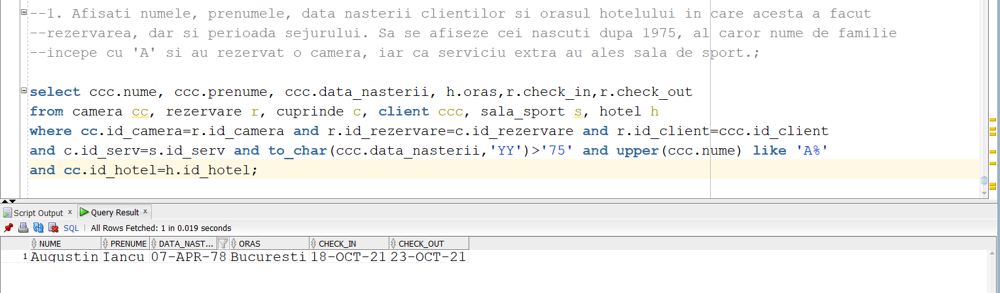 --1. Afisati numele, prenumele, data nasterii clientilor si orasul hotelului in care acesta a facut
--rezervarea, dar si perioada sejurului. Sa se afiseze cei nascuti dupa 1975, al caror nume de familie
--incepe cu 'A' si au rezervat o camera, iar ca serviciu extra au ales sala de sport.;
select ccc.nume, ccc.prenume, ccc.data_nasterii, h.oras,r.check_in,r.check_out
from camera cc, rezervare r, cuprinde c, client ccc, sala_sport s, hotel h
where cc.id_camera=r.id_camera and r.id_rezervare=c.id_rezervare and r.id_client=ccc.id_client
and c.id_serv=s.id_serv and to_char(ccc.data_nasterii,'YY')>'75' and upper(ccc.nume) like 'A%'
and cc.id_hotel=h.id_hotel;
Script Output x Query Result x
SQL | All Rows Fetched: 1 in 0.019 seconds
NUME PRENUME DATA_NAST... ORAS CHECK_IN CHECK_OUT
1 Augustin Iancu 07-APR-78 Bucuresti 18-OCT-21 23-OCT-21